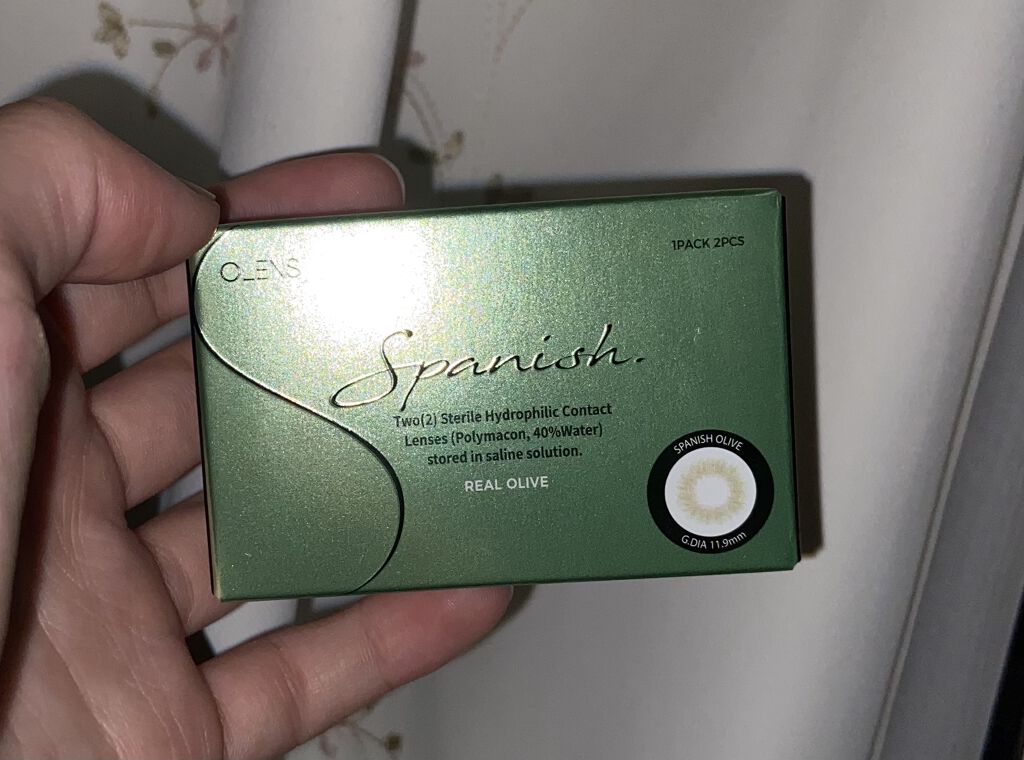 OLENS
1PACK 2PCS
Spanish.
Two(2) Sterile Hydrophilic Contact
Lenses (Polymacon, 40%Water)
stored in saline solution.
REAL OLIVE
SPANISH OLIVE
G.DIA 11.9mm